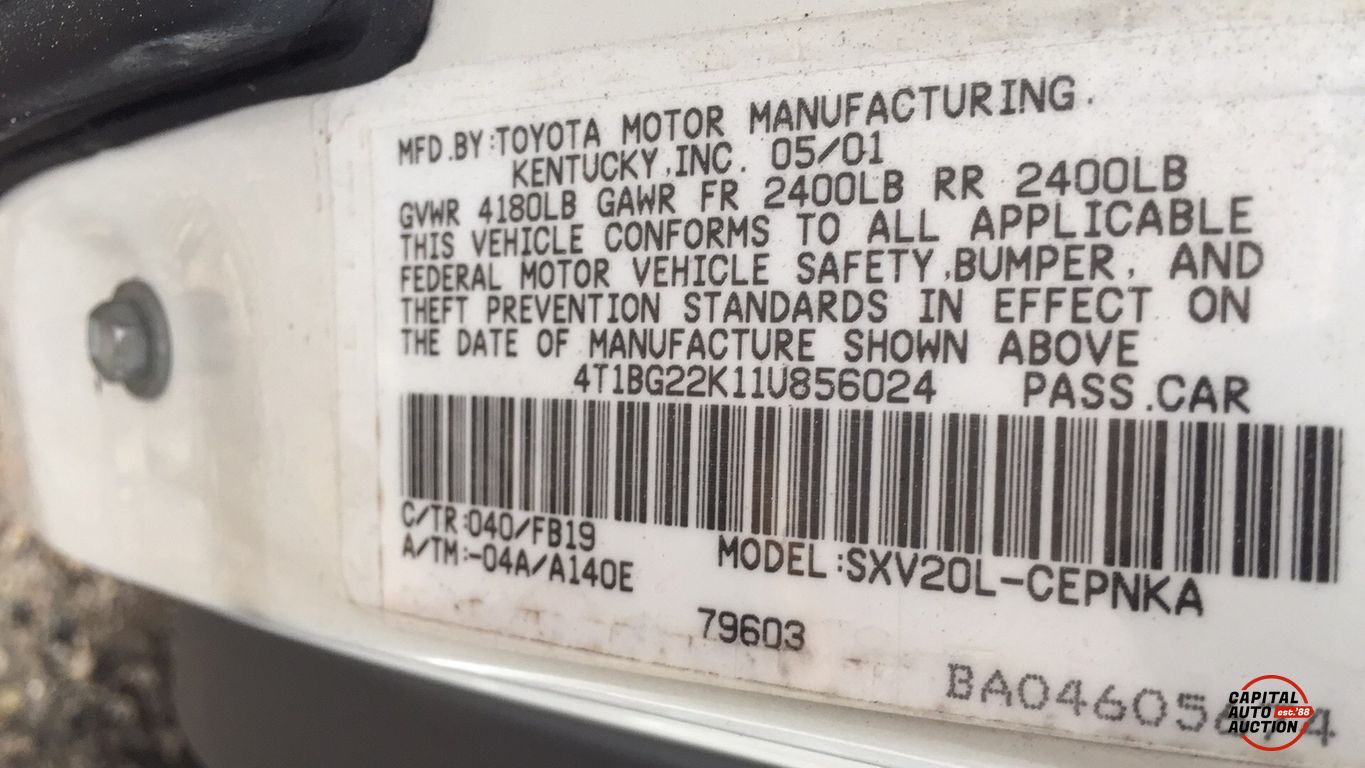 MFD.BY:TOYOTA MOTOR MANUFACTURING.
KENTUCKY,INC. 05/01
GVWR 4180LB GAWR FR 2400LB RR 2400LB
THIS VEHICLE CONFORMS TO ALL APPLICABLE
FEDERAL MOTOR VEHICLE SAFETY,BUMPER, AND
THEFT PREVENTION STANDARDS IN EFFECT ON
THE DATE OF MANUFACTURE SHOWN ABOVE
4T1BG22K11U856024 PASS.CAR
C/TR:040/FB19
A/TM:-04A/A140E
MODEL:SXV20L-CEPNKA
79603
CAPITAL
AUTO est.'88
AUCTION